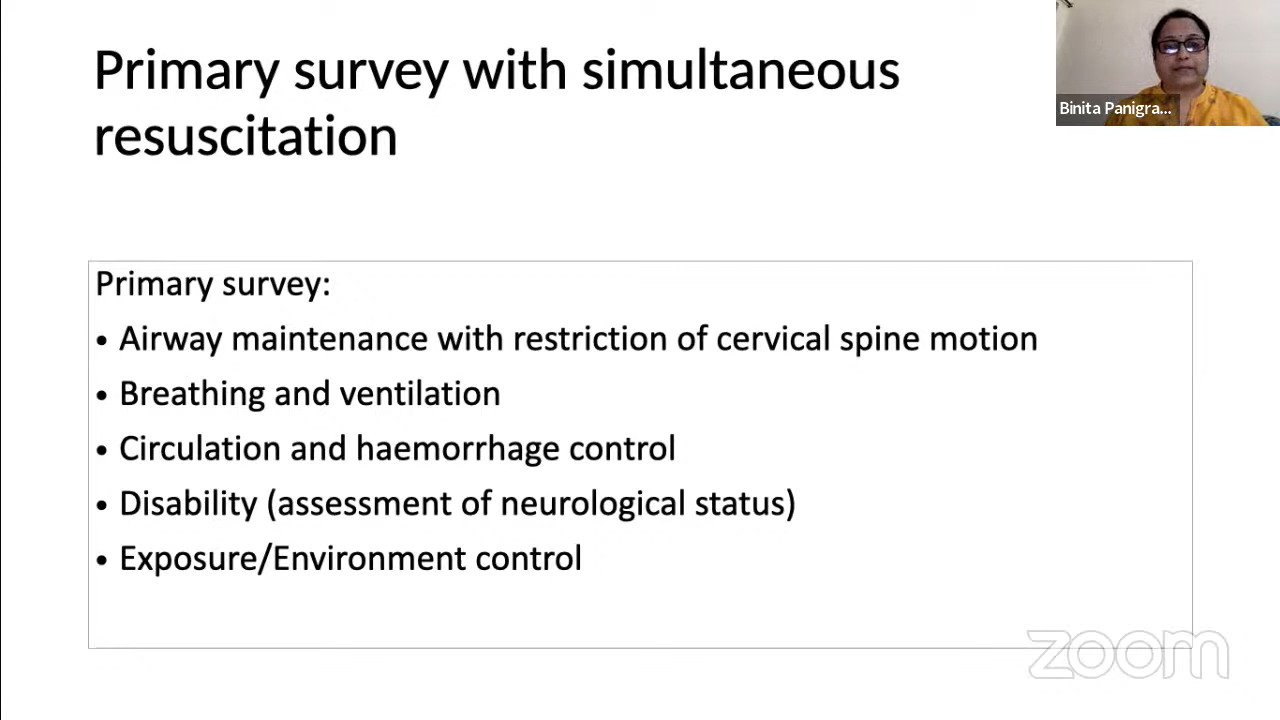 Primary survey with simultaneous
resuscitation
Binita Panigra...
Primary survey:
• Airway maintenance with restriction of cervical spine motion
• Breathing and ventilation
• Circulation and haemorrhage control
• Disability (assessment of neurological status)
• Exposure/Environment control
zoom